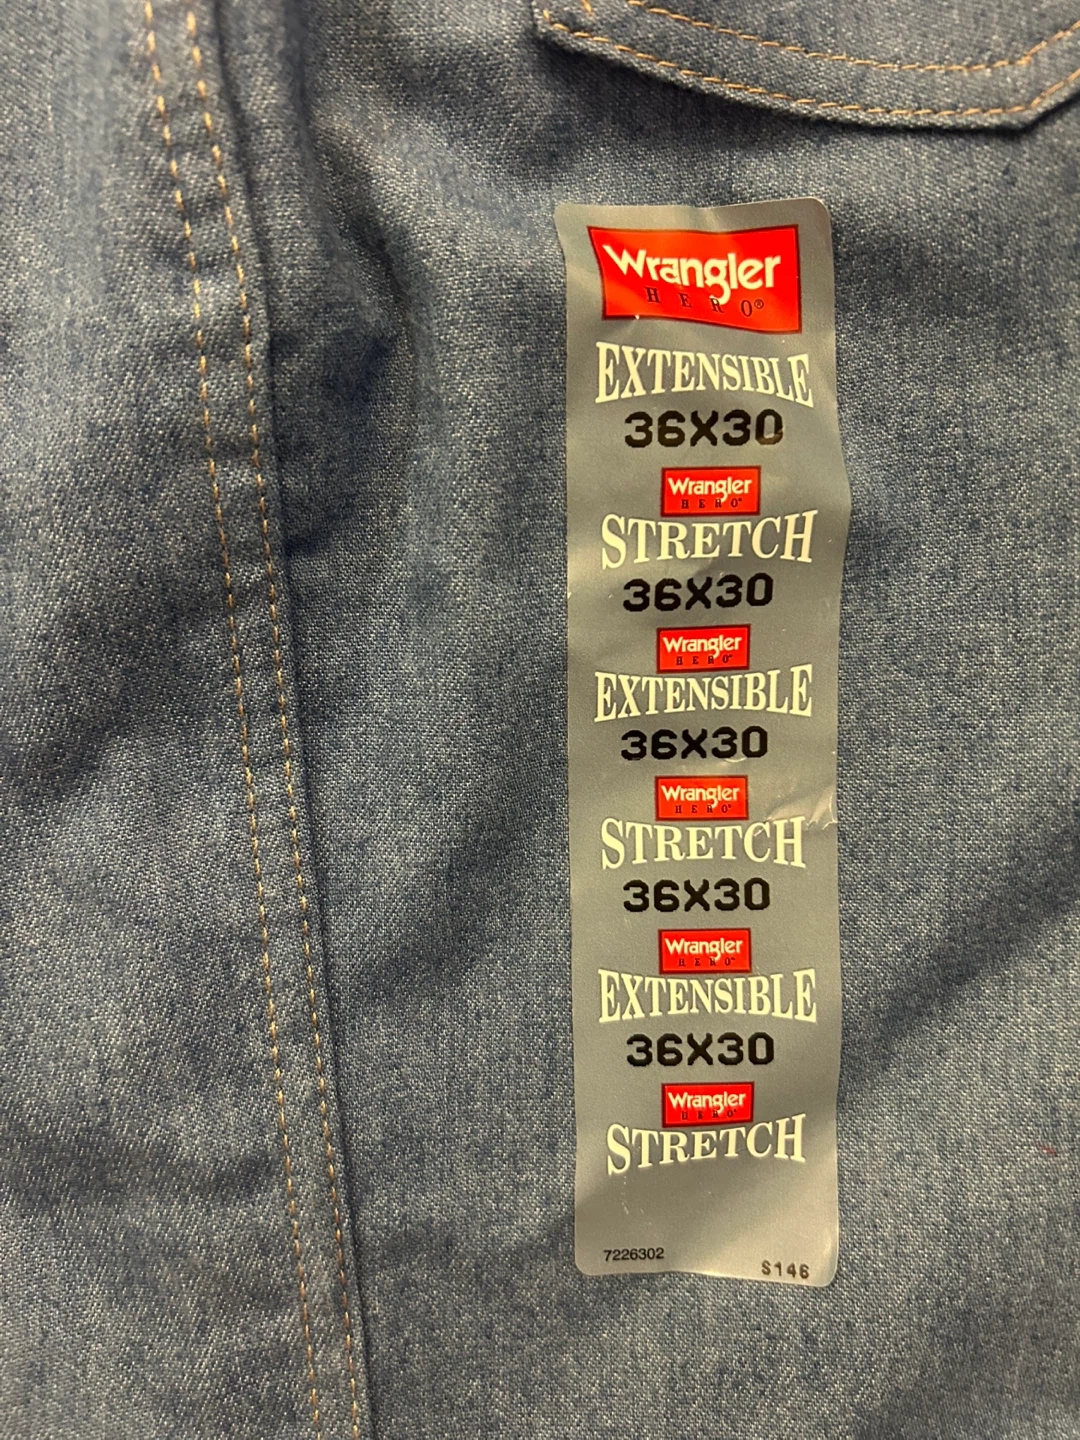 Wrangler
HERO®
EXTENSIBLE
36X30
Wrangler
HERO
STRETCH
36X30
Wrangler
HERO
EXTENSIBLE
36X30
Wrangler
HERO
STRETCH
36X30
Wrangler
HERO
EXTENSIBLE
36X30
Wrangler
HERO
STRETCH
7226302
S146